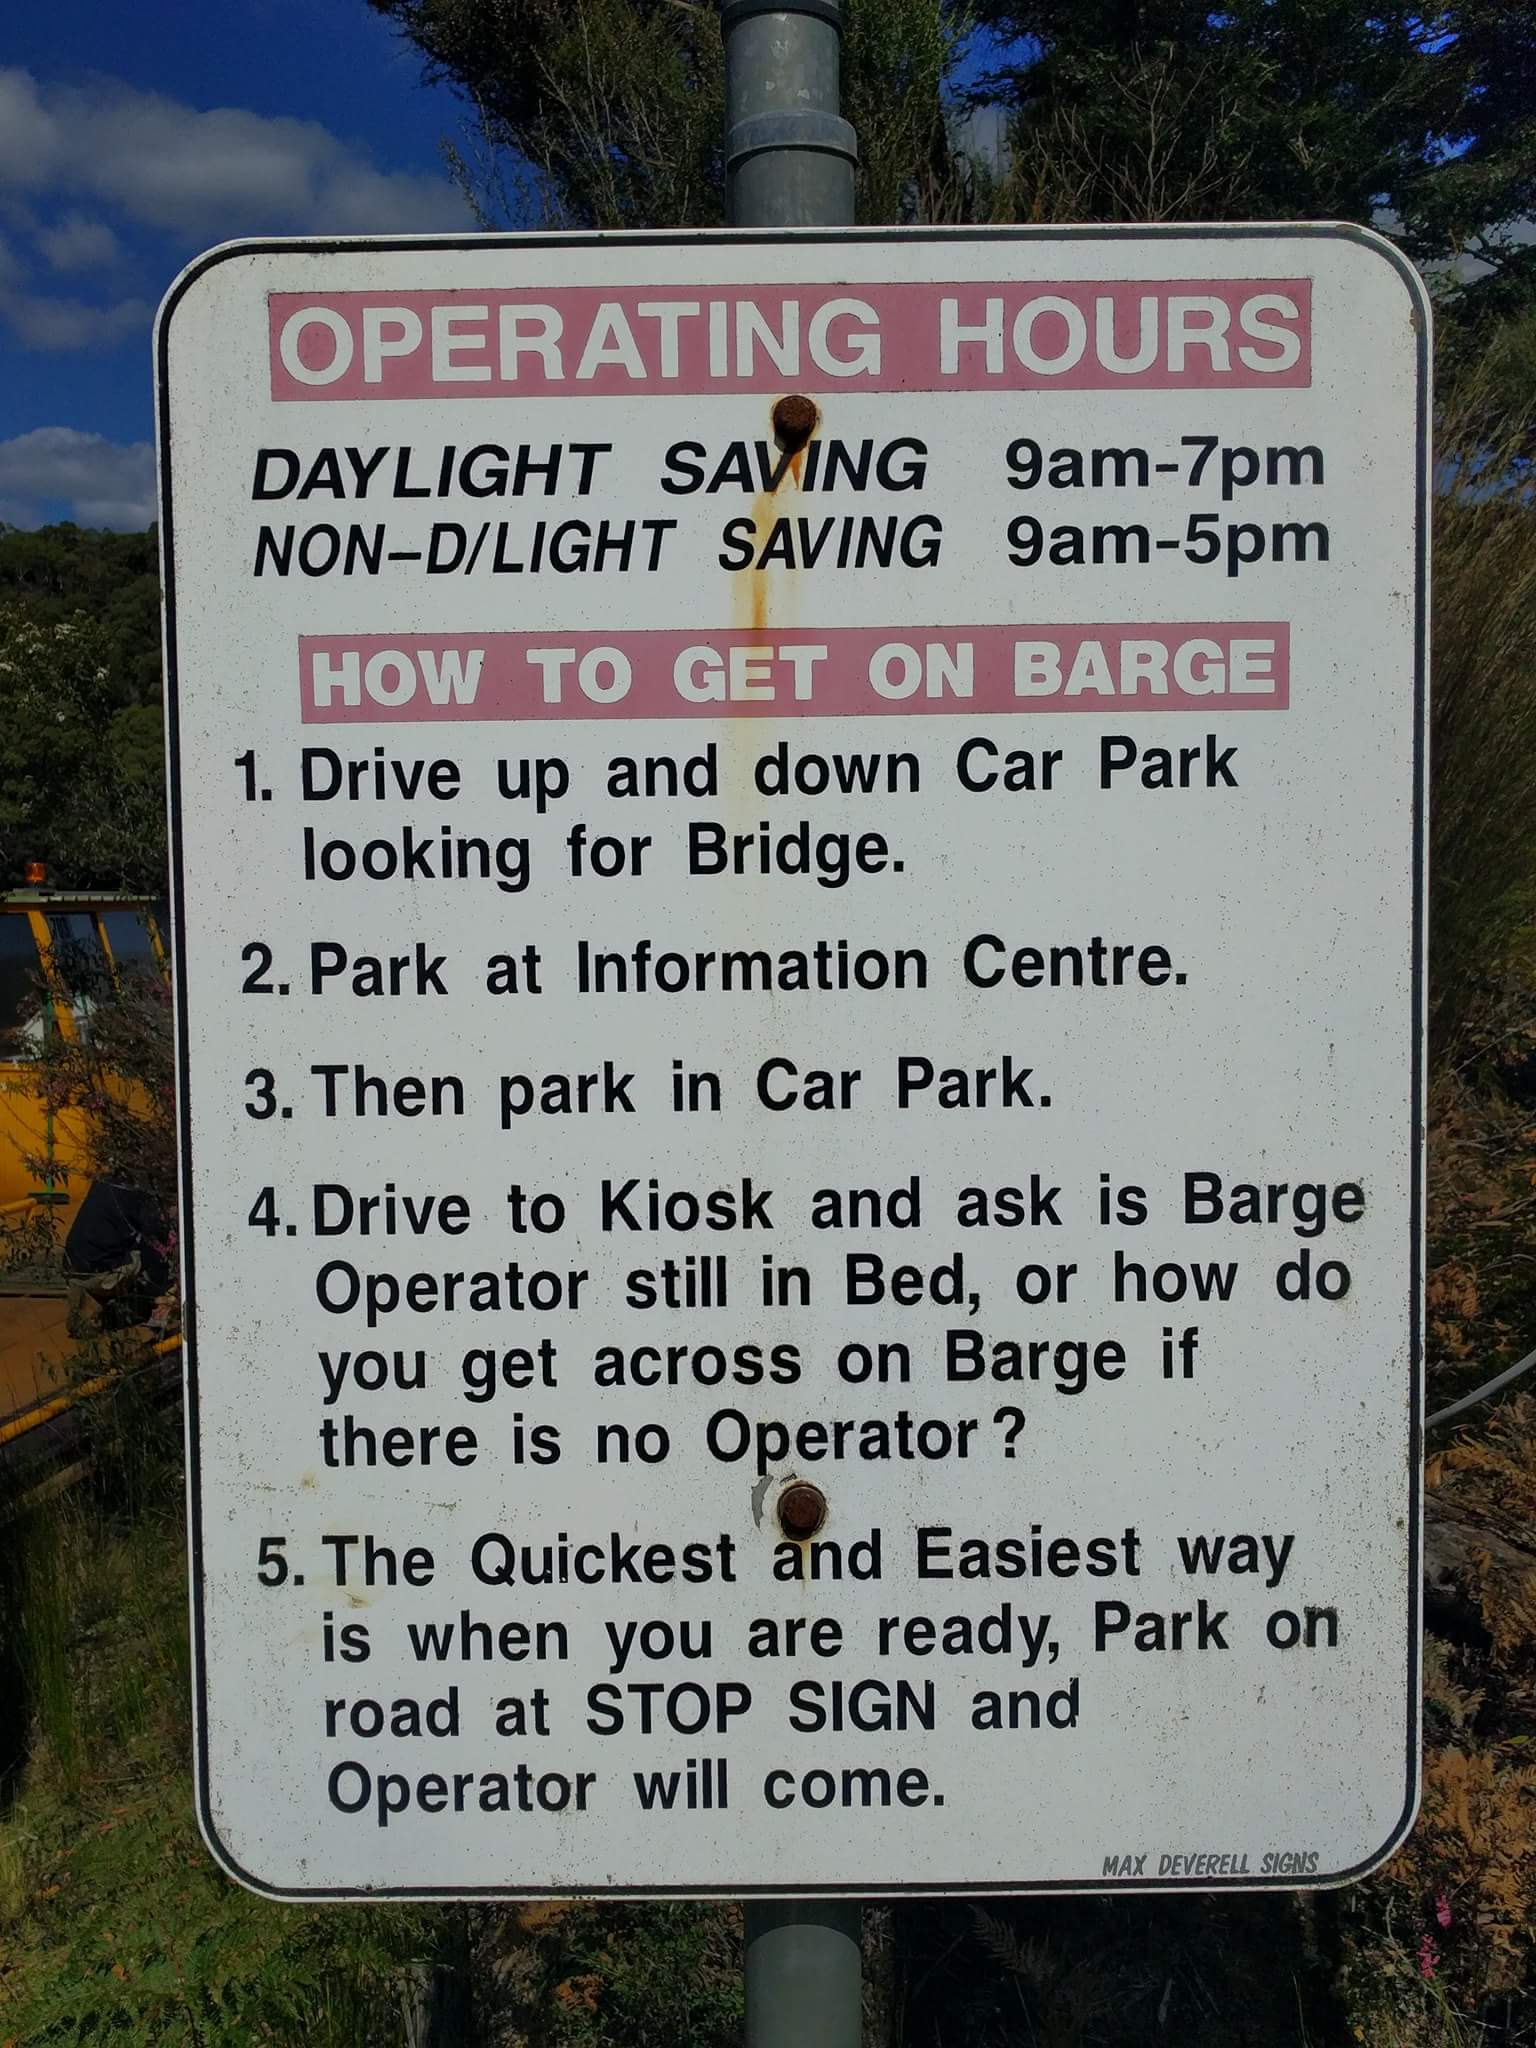 OPERATING HOURS
DAYLIGHT SAVING 9am-7pm
NON-D/LIGHT SAVING 9am-5pm
HOW TO GET ON BARGE
1. Drive up and down Car Park
looking for Bridge.
2. Park at Information Centre.
3. Then park in Car Park.
4. Drive to Kiosk and ask is Barge
Operator still in Bed, or how do
you get across on Barge if
there is no Operator?
5. The Quickest and Easiest way
is when you are ready, Park on
road at STOP SIGN and
Operator will come.
MAX DEVERELL SIGNS